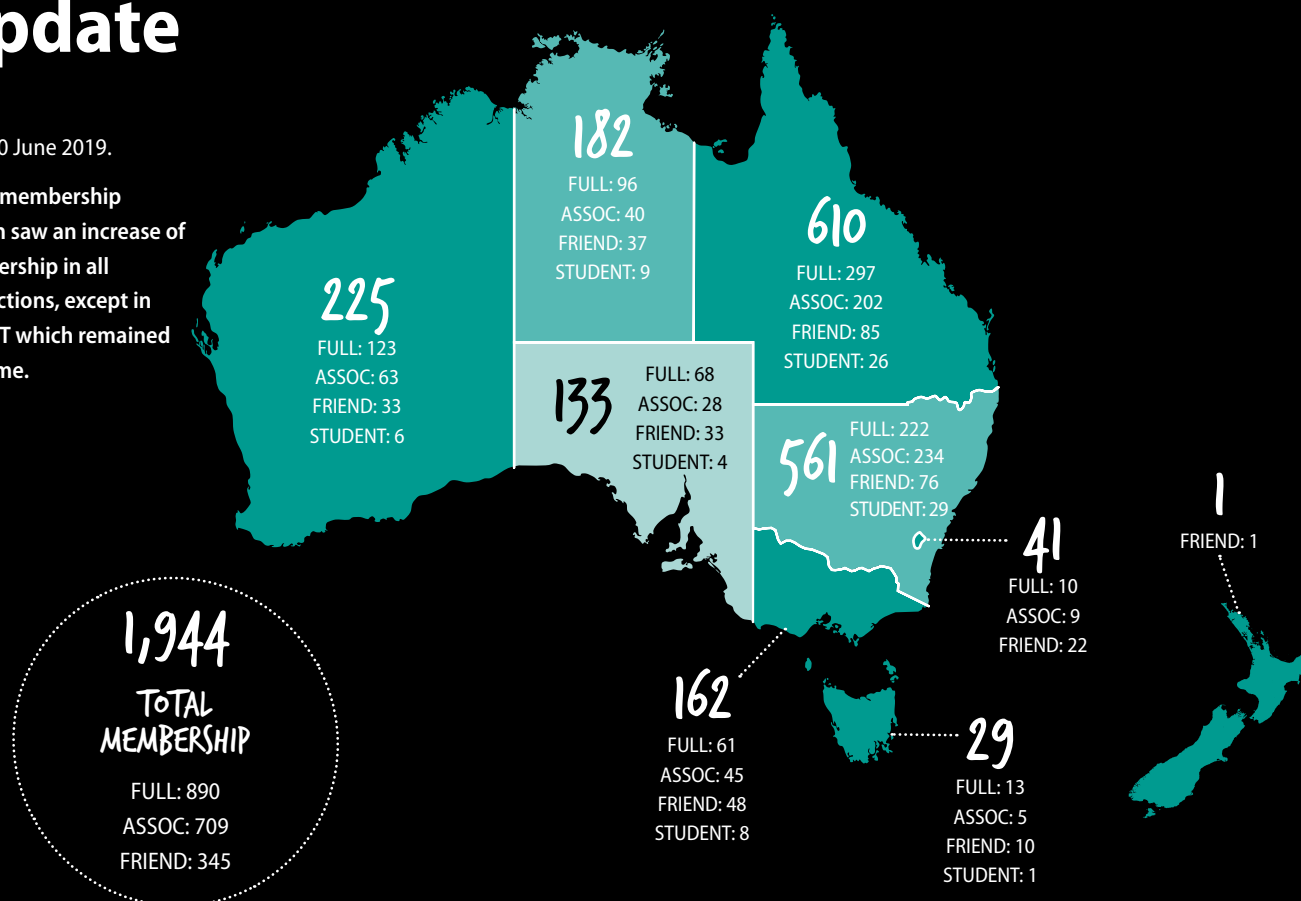 pdate
0 June 2019.
membership
n saw an increase of
ership in all
ctions, except in
T which remained
me.
182
FULL: 96
ASSOC: 40
FRIEND: 37
STUDENT: 9
610
FULL: 297
ASSOC: 202
FRIEND: 85
STUDENT: 26
225
FULL: 123
ASSOC: 63
FRIEND: 33
STUDENT: 6
133
FULL: 68
ASSOC: 28
FRIEND: 33
STUDENT: 4
561
FULL: 222
ASSOC: 234
FRIEND: 76
STUDENT: 29
41
FULL: 10
ASSOC: 9
FRIEND: 22
1
FRIEND: 1
162
FULL: 61
ASSOC: 45
FRIEND: 48
STUDENT: 8
29
FULL: 13
ASSOC: 5
FRIEND: 10
STUDENT: 1
1,944
TOTAL
MEMBERSHIP
FULL: 890
ASSOC: 709
FRIEND: 345